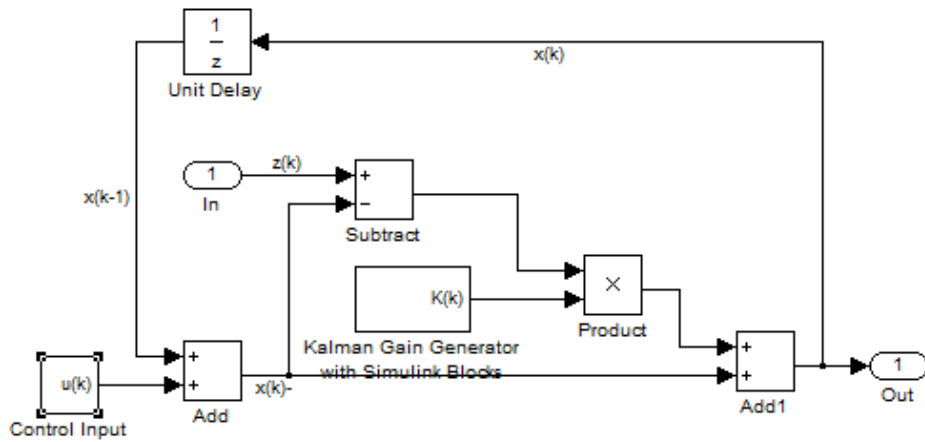 1
z
Unit Delay
x(k)
x(k-1)
1
In
z(k)
+
−
Subtract
K(k)
Kalman Gain Generator
with Simulink Blocks
×
Product
u(k)
Control Input
+
+
Add
x(k)-
+
+
Add1
1
Out